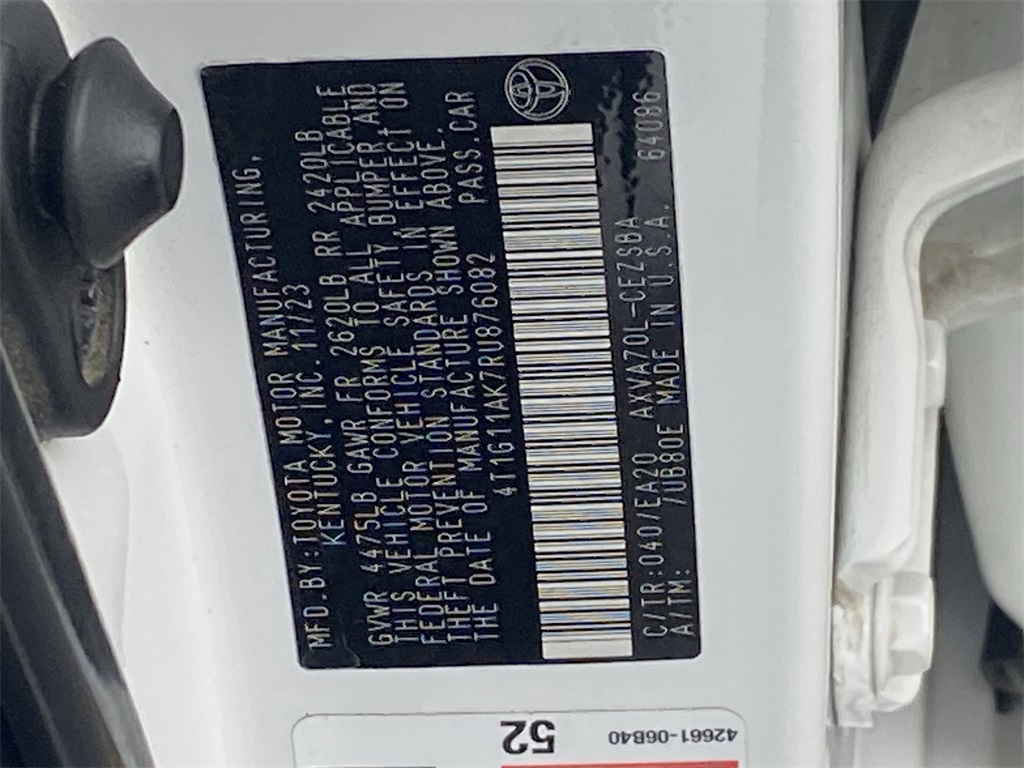 MFD.BY:TOYOTA MOTOR MANUFACTURING,
KENTUCKY, INC. 11/23
GVWR 4475LB GAWR FR 2620LB RR 2420LB
THIS VEHICLE CONFORMS TO ALL APPLICABLE
FEDERAL MOTOR VEHICLE SAFETY,BUMPER,AND
THEFT PREVENTION STANDARDS IN EFFECT ON
THE DATE OF MANUFACTURE SHOWN ABOVE.
4T1G11AK7RU876082 PASS.CAR
C/TR:040/EA20 AXVA70L-CEZSBA
A/TM: /UB80E MADE IN U.S.A. 64096
52
42661-06B40